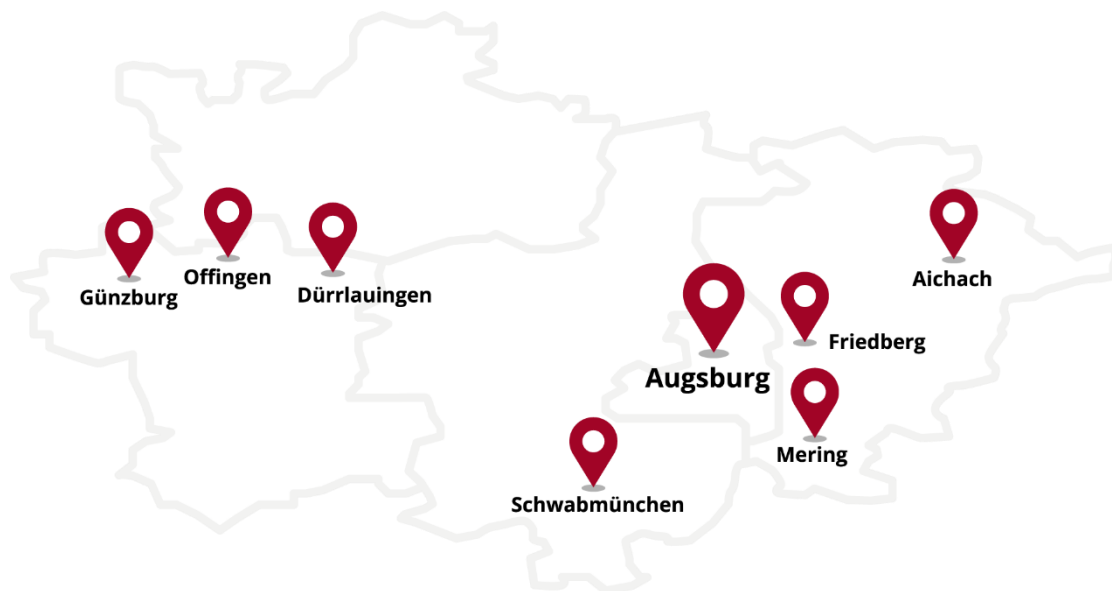 Offingen
Aichach
Günzburg
Dürrlauingen
Friedberg
Augsburg
Mering
Schwabmünchen